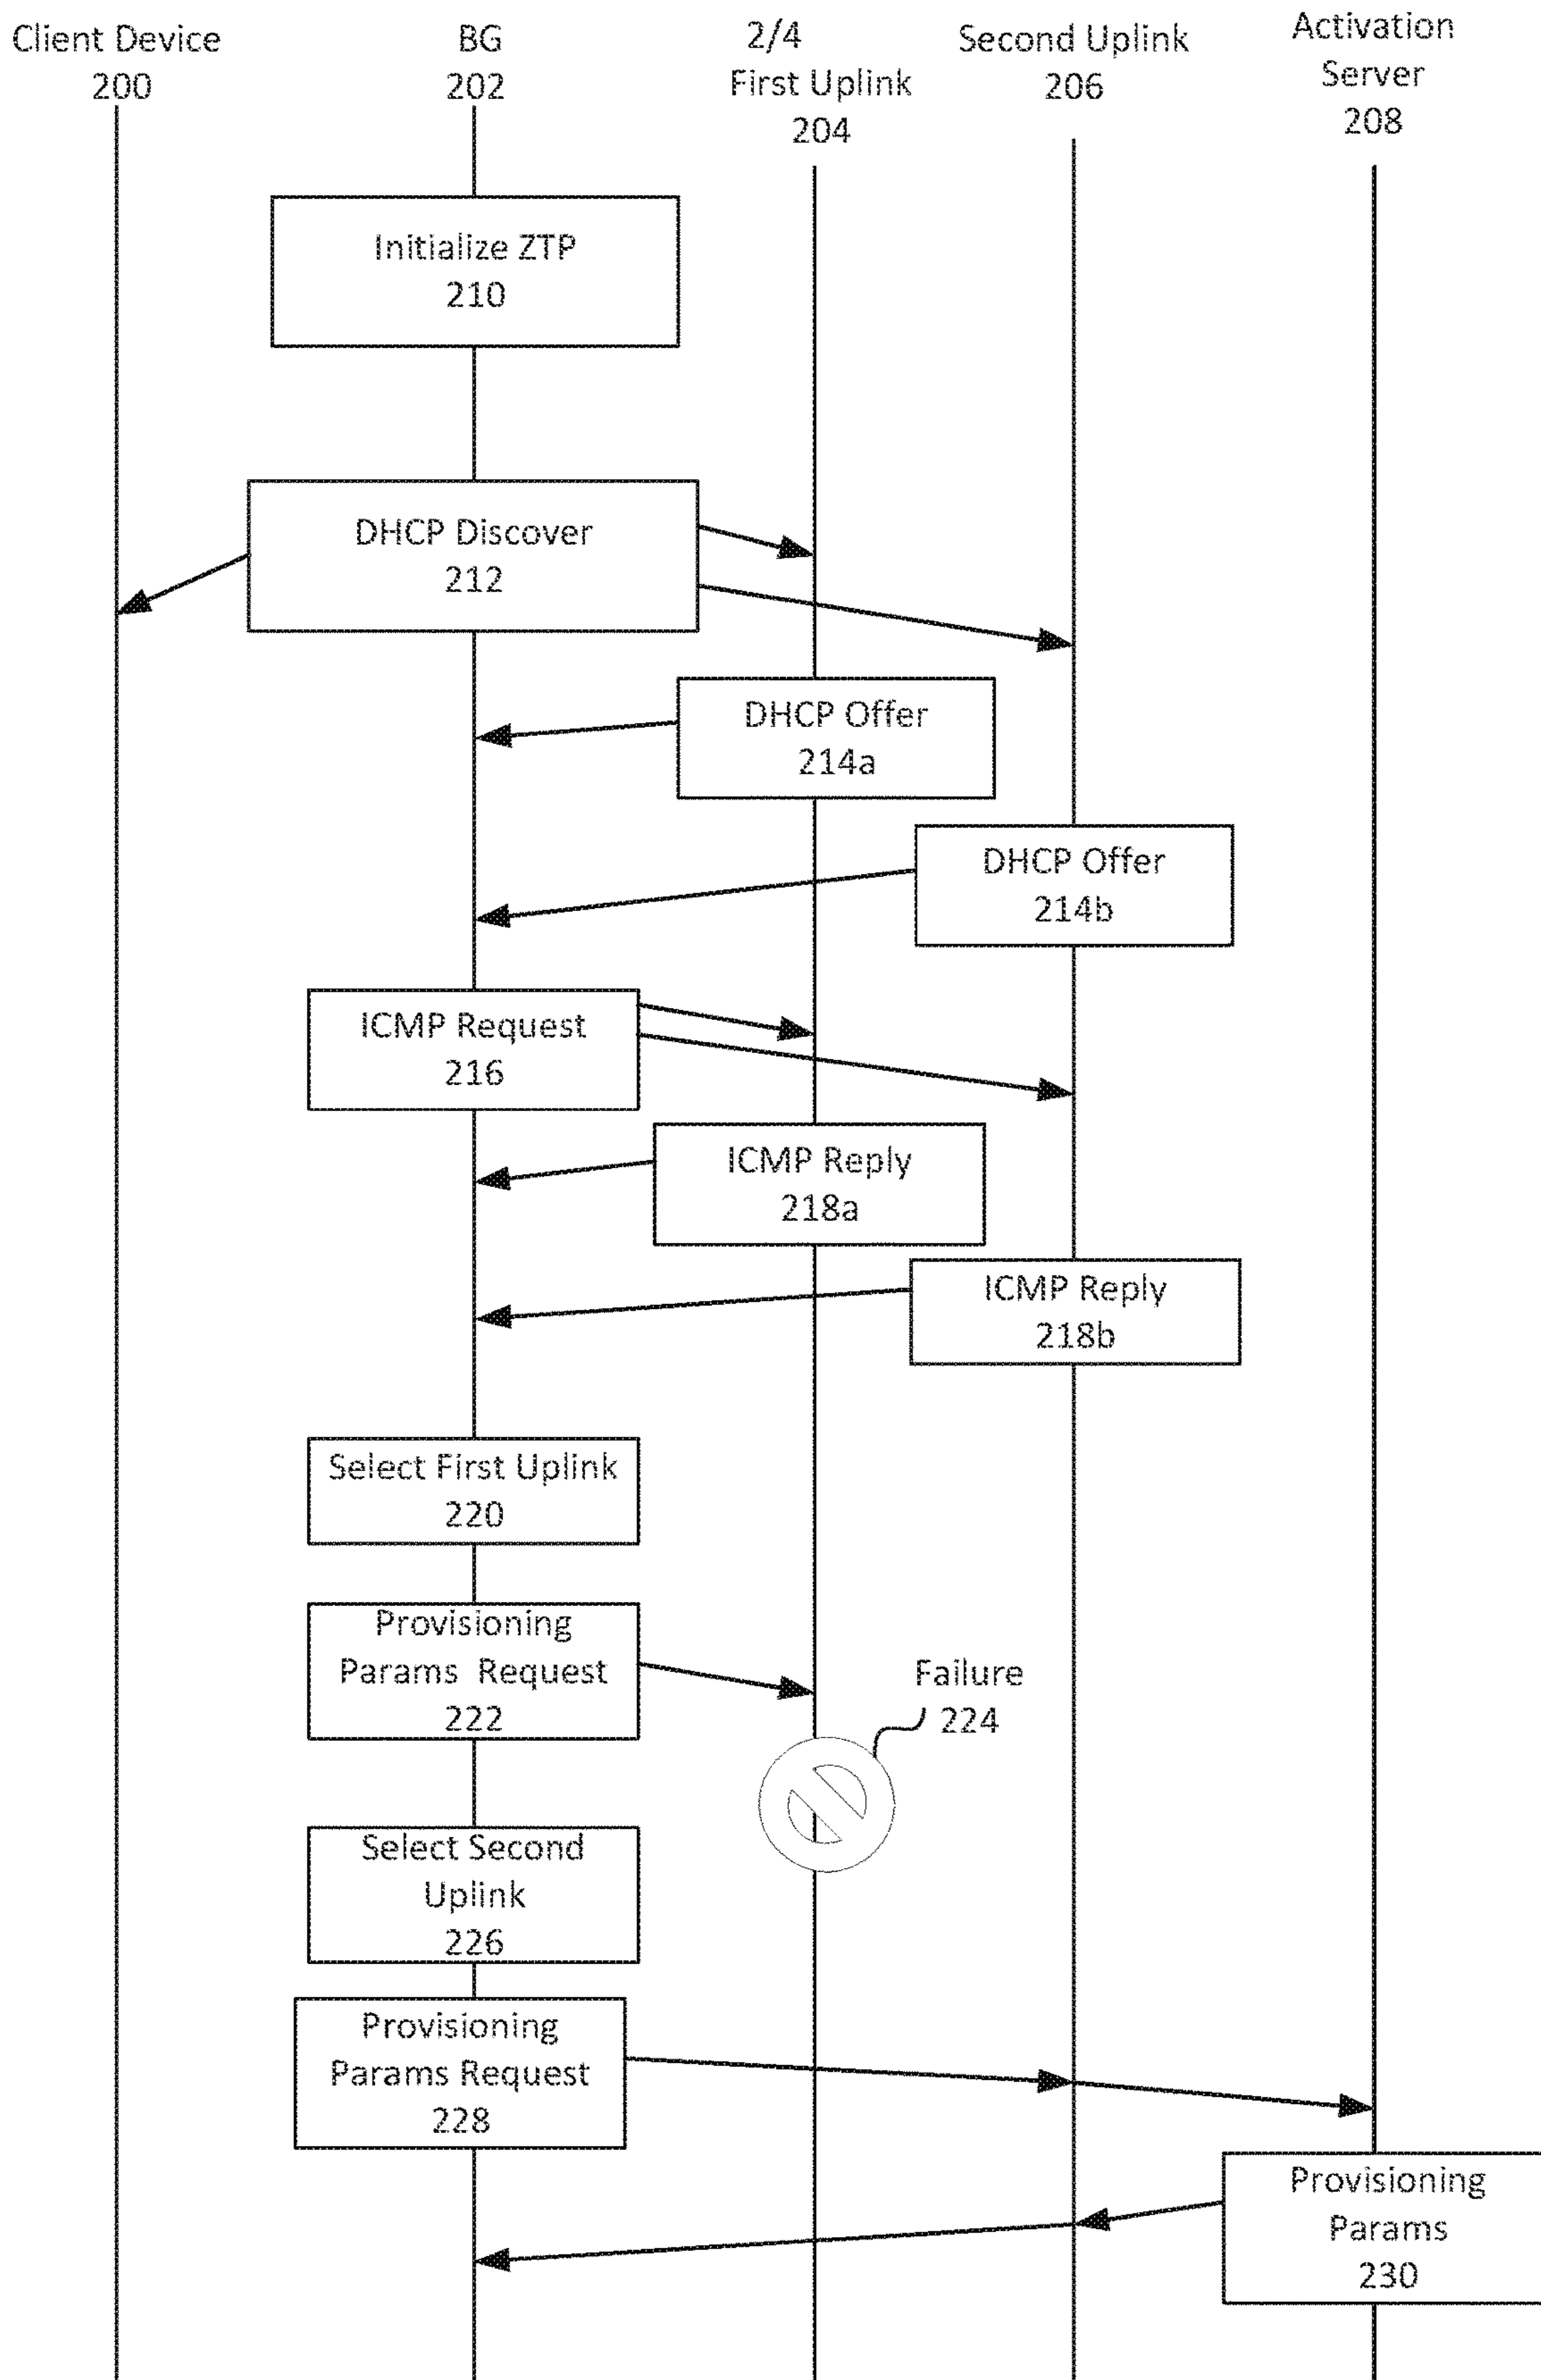 Client Device
200
BG
202
2/4
First Uplink
204
Second Uplink
206
Activation
Server
208
Initialize ZTP
210
DHCP Discover
212
DHCP Offer
214a
DHCP Offer
214b
ICMP Request
216
ICMP Reply
218a
ICMP Reply
218b
Select First Uplink
220
Provisioning
Params Request
222
Failure
224
Select Second
Uplink
226
Provisioning
Params Request
228
Provisioning
Params
230